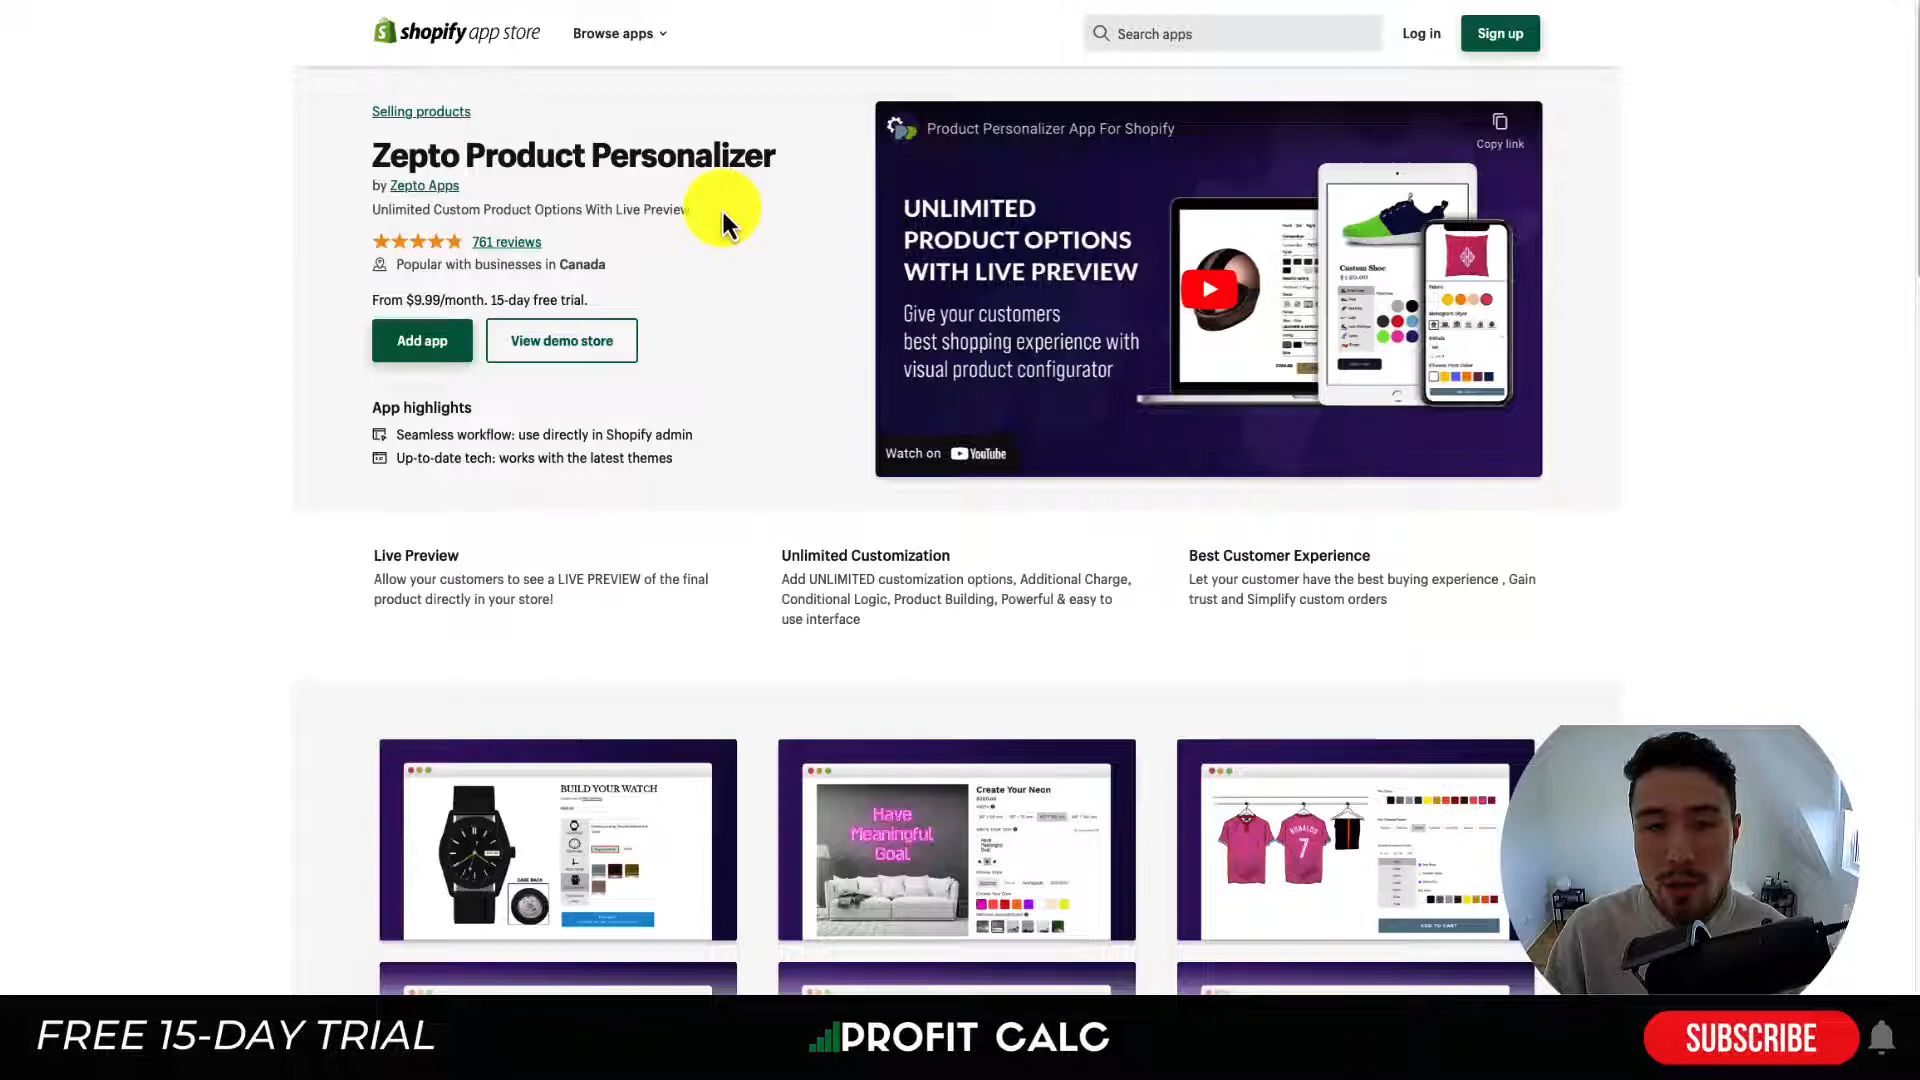 shopify app store
Browse apps
Search apps
Log in
Sign up
Selling products
Zepto Product Personalizer
by Zepto Apps
Unlimited Custom Product Options With Live Preview
761 reviews
Popular with businesses in Canada
From $9.99/month. 15-day free trial.
Add app
View demo store
App highlights
Seamless workflow: use directly in Shopify admin
Up-to-date tech: works with the latest themes
Product Personalizer App For Shopify
Copy link
UNLIMITED
PRODUCT OPTIONS
WITH LIVE PREVIEW
Give your customers
best shopping experience with
visual product configurator
Custom Shoe
Watch on YouTube
Live Preview
Allow your customers to see a LIVE PREVIEW of the final
product directly in your store!
Unlimited Customization
Add UNLIMITED customization options, Additional Charge,
Conditional Logic, Product Building, Powerful & easy to
use interface
Best Customer Experience
Let your customer have the best buying experience , Gain
trust and Simplify custom orders
BUILD YOUR WATCH
CASE BACK
Create Your Neon
Have
Meaningful
Goal
RONALDO
7
ADD TO CART
FREE 15-DAY TRIAL
PROFIT CALC
SUBSCRIBE